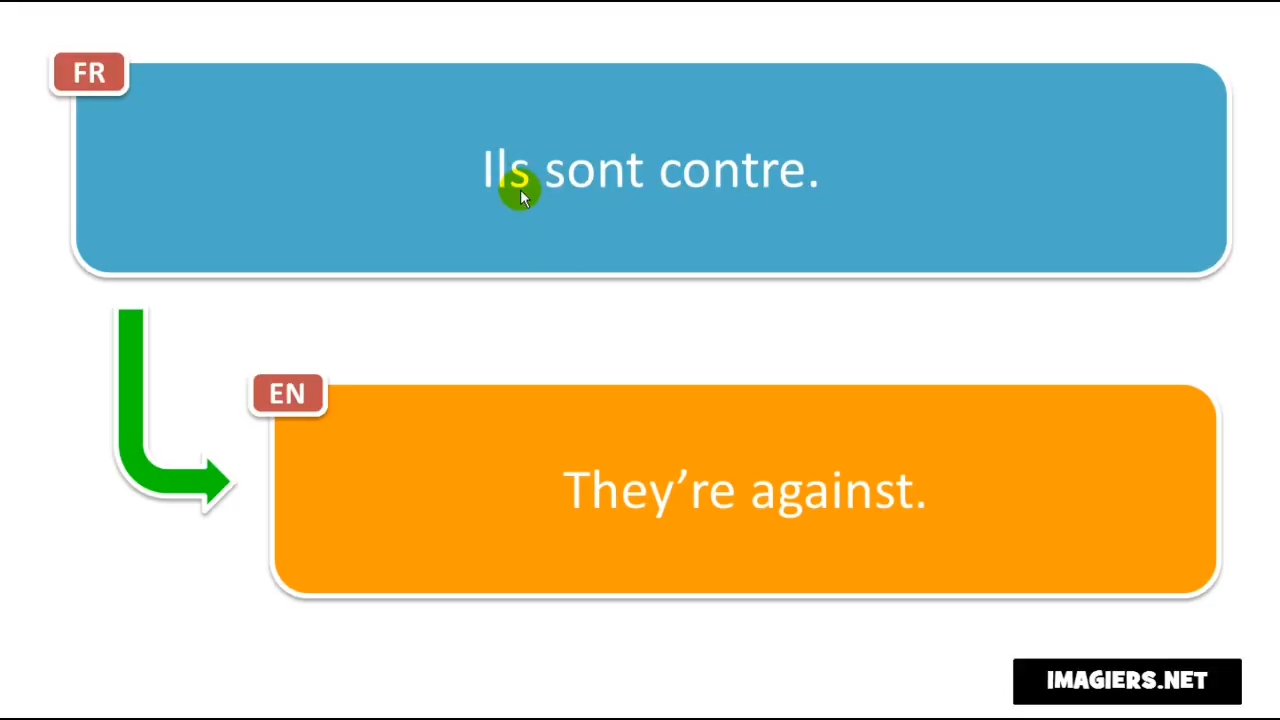 FR
Ils sont contre.
EN
They’re against.
IMAGIERS.NET